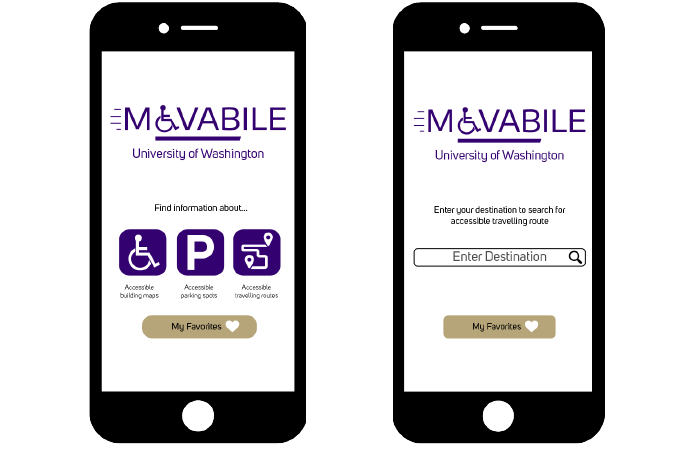 MOVABILE
University of Washington
Find information about...
Accessible
building maps
P
Accessible
parking spots
Accessible
travelling routes
My Favorites
MOVABILE
University of Washington
Enter your destination to search for
accessible travelling route
Enter Destination
My Favorites